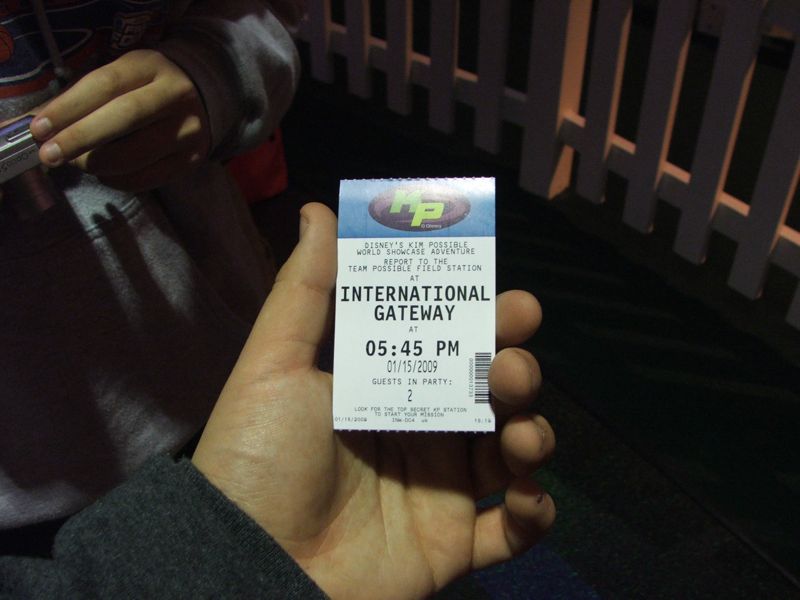 KP
© Disney
DISNEY'S KIM POSSIBLE
WORLD SHOWCASE ADVENTURE
REPORT TO THE
TEAM POSSIBLE FIELD STATION
AT
INTERNATIONAL
GATEWAY
AT
05:45 PM
01/15/2009
GUESTS IN PARTY:
2
LOOK FOR THE TOP SECRET KP STATION
TO START YOUR MISSION
01/15/2009